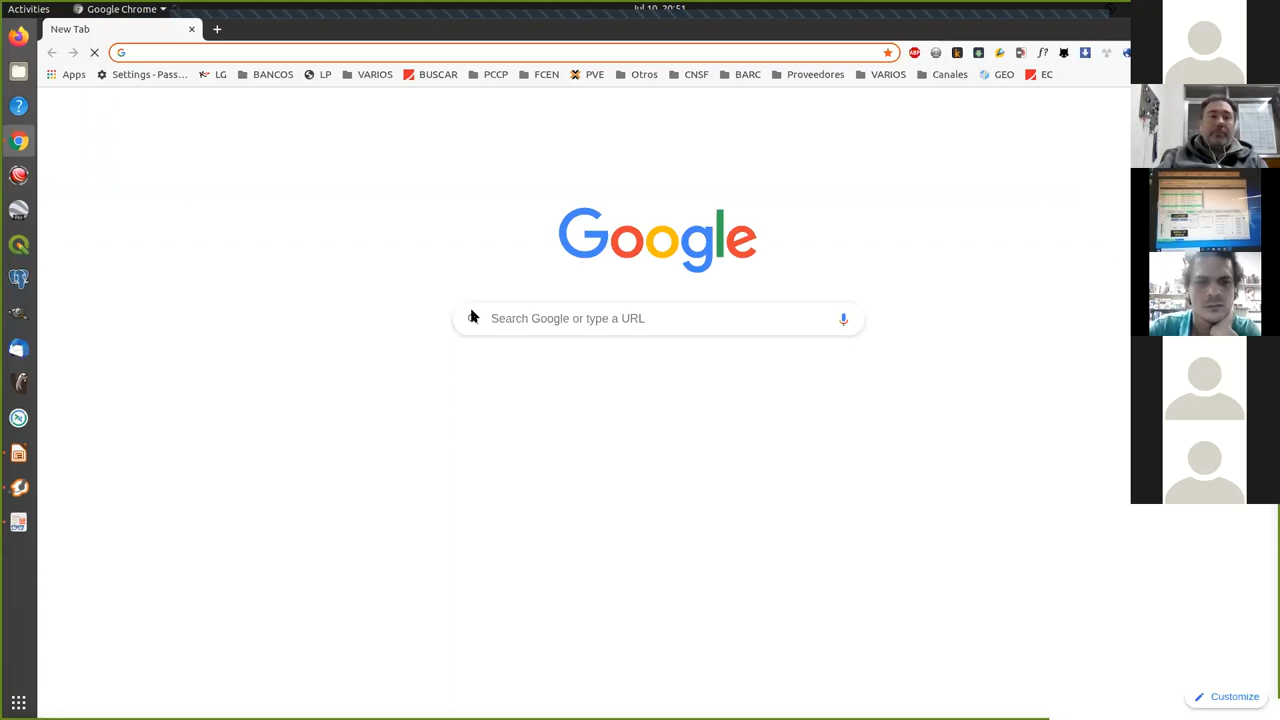 Activities
Google Chrome
Jul 10, 20:51
New Tab
G
Apps
Settings - Pass…
LG
BANCOS
LP
VARIOS
BUSCAR
PCCP
FCEN
PVE
Otros
CNSF
BARC
Proveedores
VARIOS
Canales
GEO
EC
ABP
k
f?
Google
Search Google or type a URL
Customize